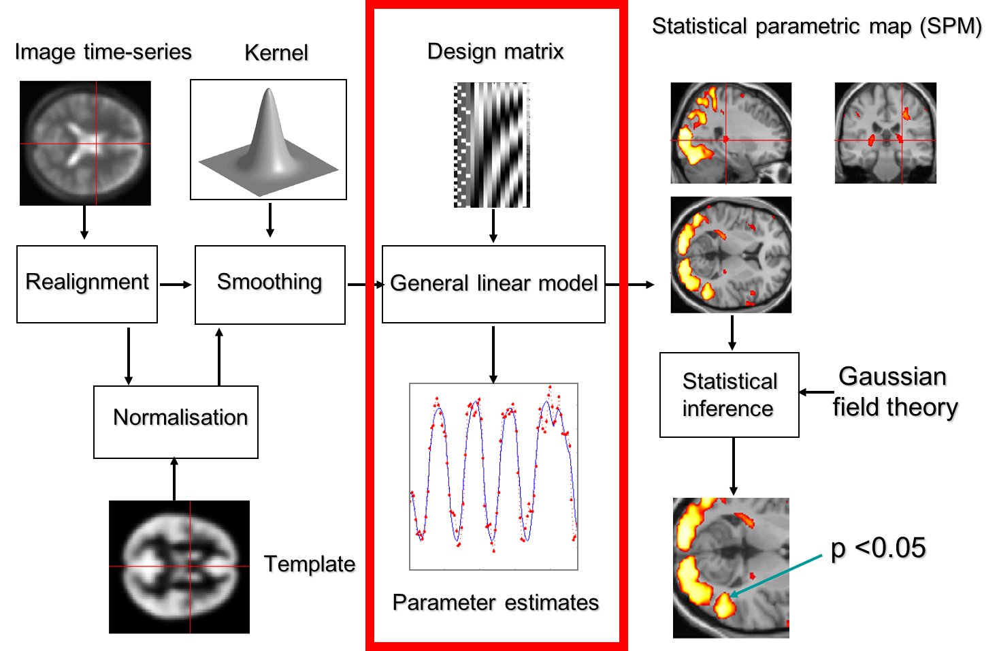 Image time-series
Kernel
Design matrix
Statistical parametric map (SPM)
Realignment
Smoothing
General linear model
Statistical
inference
Gaussian
field theory
Normalisation
Template
Parameter estimates
p <0.05